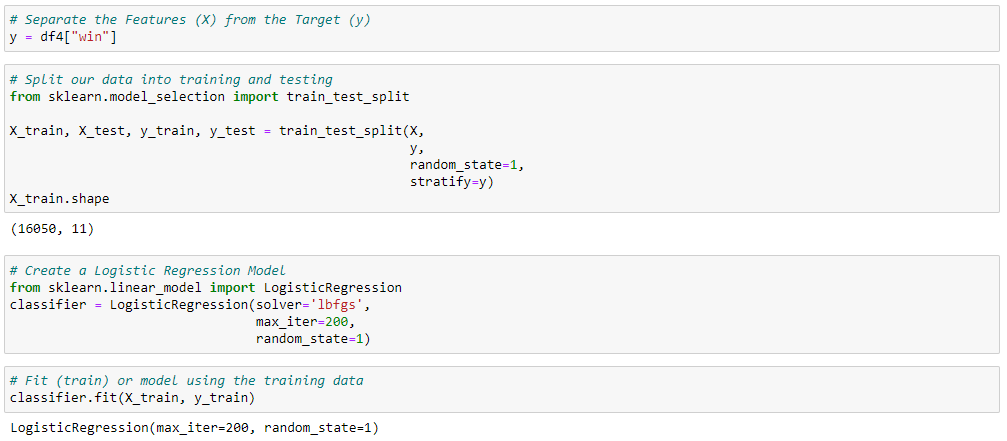 # Separate the Features (X) from the Target (y)
y = df4["win"]
# Split our data into training and testing
from sklearn.model_selection import train_test_split
X_train, X_test, y_train, y_test = train_test_split(X,
y,
random_state=1,
stratify=y)
X_train.shape
(16050, 11)
# Create a Logistic Regression Model
from sklearn.linear_model import LogisticRegression
classifier = LogisticRegression(solver='lbfgs',
max_iter=200,
random_state=1)
# Fit (train) or model using the training data
classifier.fit(X_train, y_train)
LogisticRegression(max_iter=200, random_state=1)